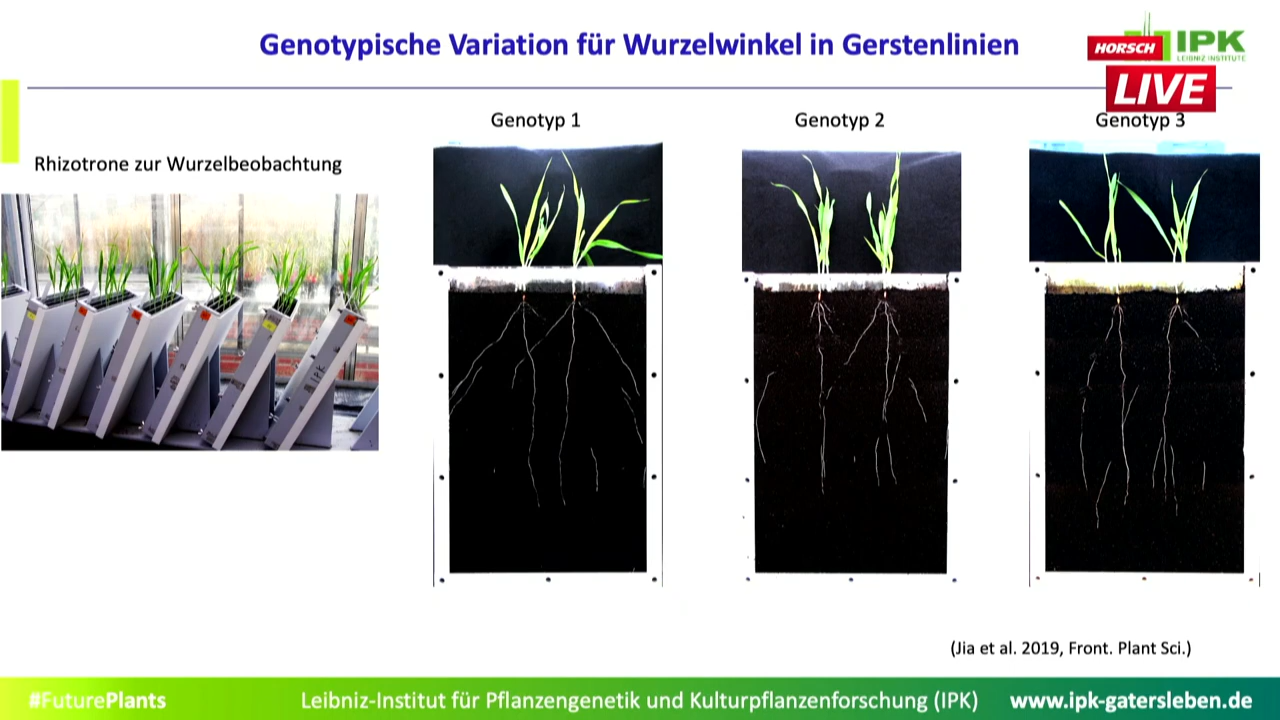 Genotypische Variation für Wurzelwinkel in Gerstenlinien
HORSCH
IPK
LEIBNIZ INSTITUTE
LIVE
Genotyp 1
Genotyp 2
Genotyp 3
Rhizotrone zur Wurzelbeobachtung
IPK
(Jia et al. 2019, Front. Plant Sci.)
#FuturePlants
Leibniz-Institut für Pflanzengenetik und Kulturpflanzenforschung (IPK)
www.ipk-gatersleben.de